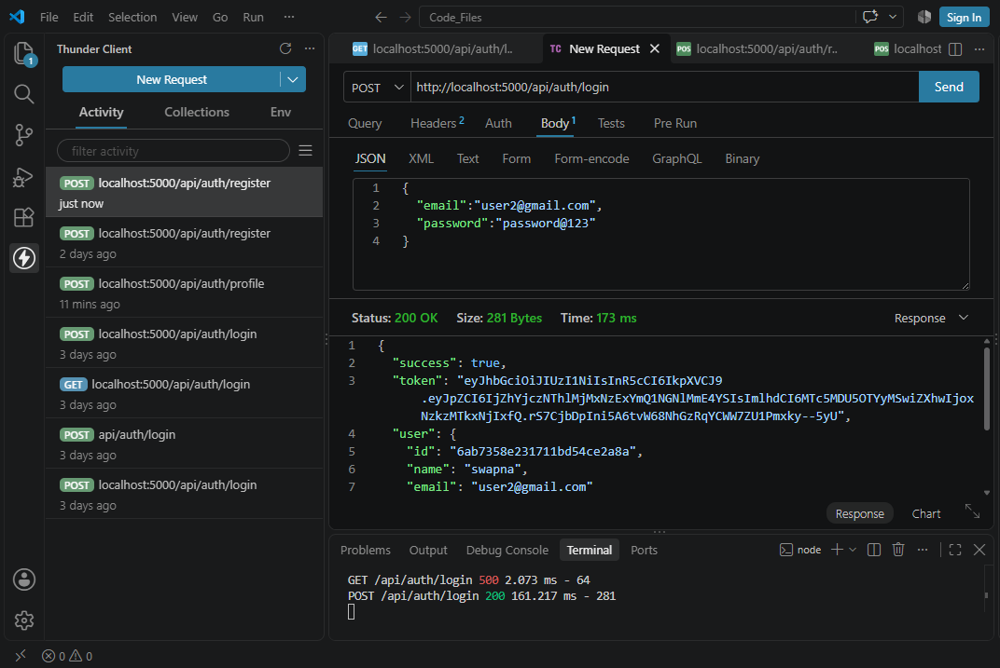 File Edit Selection View Go Run ··· Code_Files Sign In
Thunder Client
1
New Request
Activity Collections Env
filter activity
POST localhost:5000/api/auth/register
just now
POST localhost:5000/api/auth/register
2 days ago
POST localhost:5000/api/auth/profile
11 mins ago
POST localhost:5000/api/auth/login
3 days ago
GET localhost:5000/api/auth/login
3 days ago
POST api/auth/login
3 days ago
POST localhost:5000/api/auth/login
3 days ago
GET localhost:5000/api/auth/l.. TC New Request POS localhost:5000/api/auth/r.. POS localhost
POST http://localhost:5000/api/auth/login Send
Query Headers 2 Auth Body 1 Tests Pre Run
JSON XML Text Form Form-encode GraphQL Binary
1 {
2 "email":"user2@gmail.com",
3 "password":"password@123"
4 }
Status: 200 OK Size: 281 Bytes Time: 173 ms Response
1 {
2 "success": true,
3 "token": "eyJhbGciOiJIUzI1NiIsInR5cCI6IkpXVCJ9
.eyJpZCI6IjZhYjczNThlMjMxNzExYmQ1NGNlMmE4YSIsImlhdCI6MTc5MDU5OTYyMSwiZXhwIjox
NzkzMTkxNjIxfQ.rS7CjbDpIni5A6tvW68NhGzRqYCWW7ZU1Pmxky--5yU",
4 "user": {
5 "id": "6ab7358e231711bd54ce2a8a",
6 "name": "swapna",
7 "email": "user2@gmail.com"
Response Chart
Problems Output Debug Console Terminal Ports node
GET /api/auth/login 500 2.073 ms - 64
POST /api/auth/login 200 161.217 ms - 281
0 0